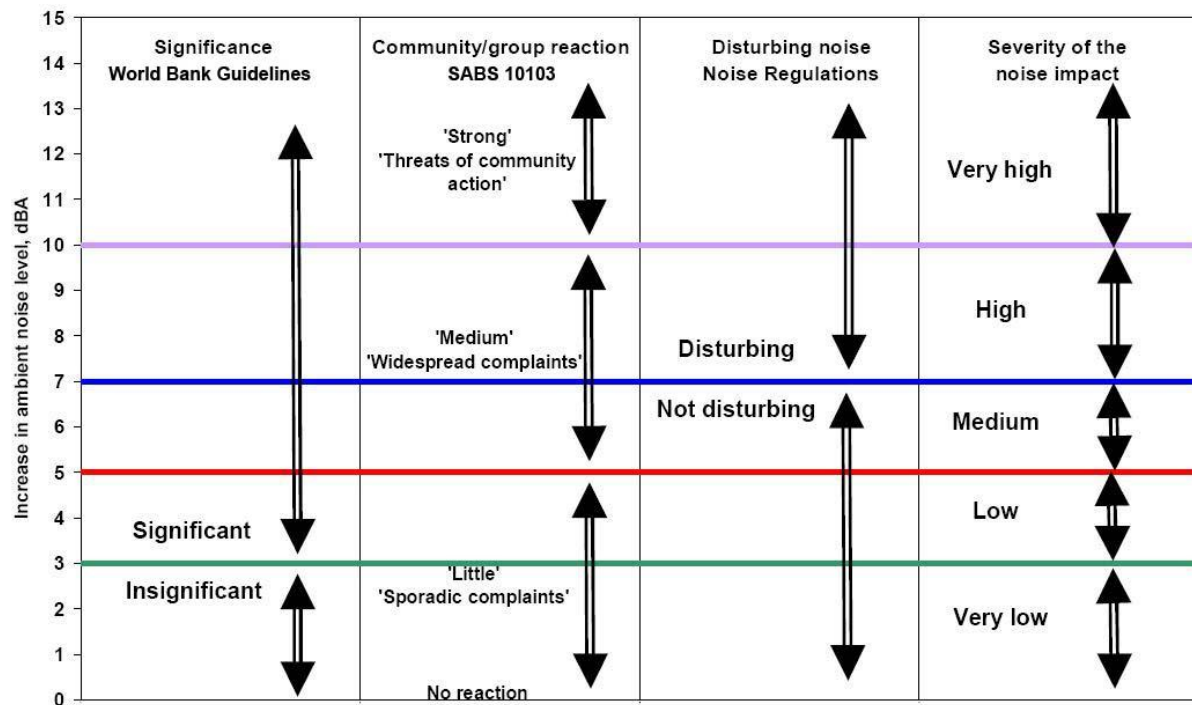 Increase in ambient noise level, dBA
15
14
13
12
11
10
9
8
7
6
5
4
3
2
1
0
Significance
World Bank Guidelines
Significant
Insignificant
Community/group reaction
SABS 10103
'Strong'
'Threats of community
action'
'Medium'
'Widespread complaints'
'Little'
'Sporadic complaints'
No reaction
Disturbing noise
Noise Regulations
Disturbing
Not disturbing
Severity of the
noise impact
Very high
High
Medium
Low
Very low